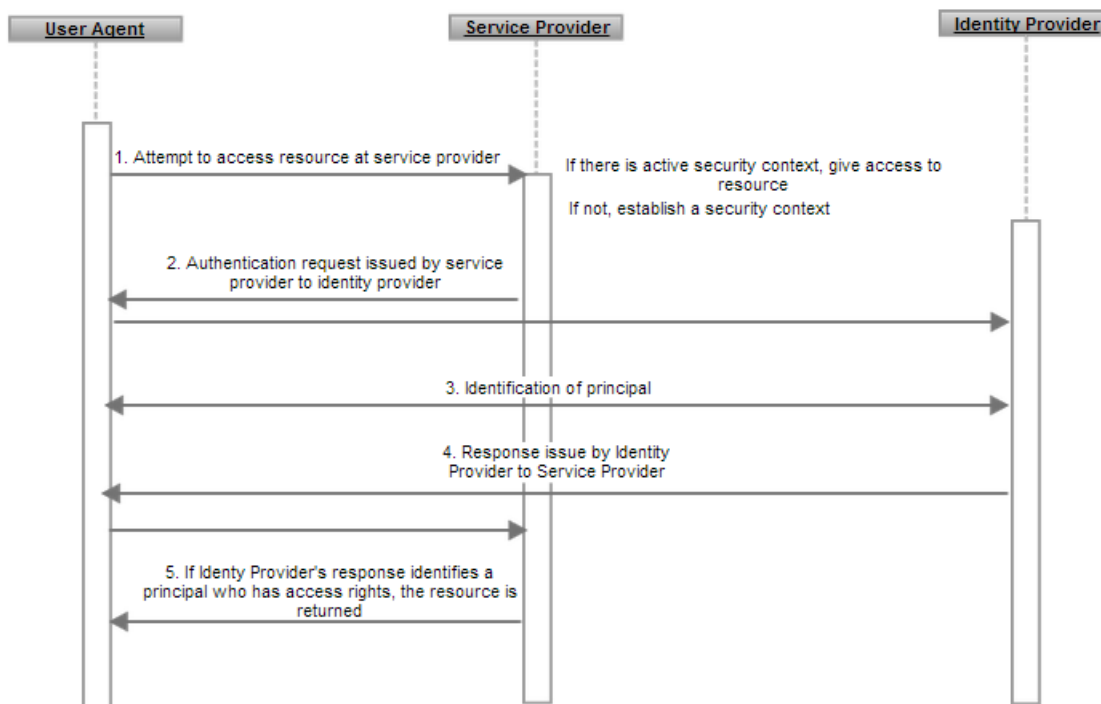 User Agent
Service Provider
Identity Provider
1. Attempt to access resource at service provider
If there is active security context, give access to
resource
If not, establish a security context
2. Authentication request issued by service
provider to identity provider
3. Identification of principal
4. Response issue by Identity
Provider to Service Provider
5. If Identy Provider's response identifies a
principal who has access rights, the resource is
returned